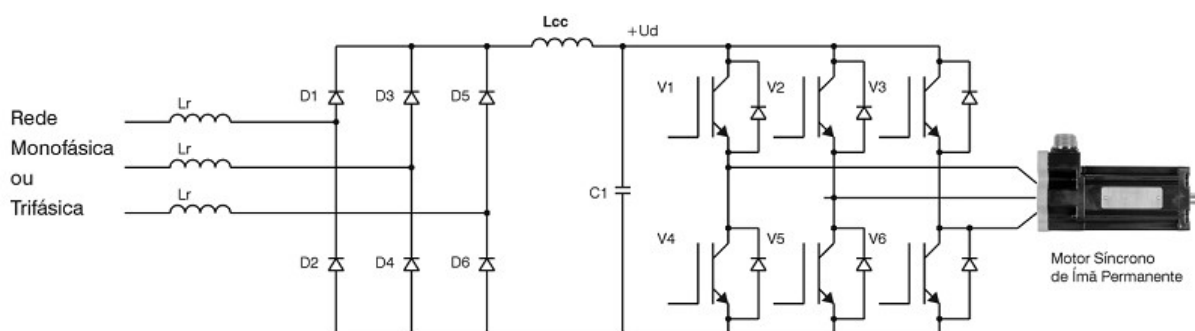 Lcc
+Ud
Rede
Monofásica
ou
Trifásica
Lr
Lr
Lr
D1
D3
D5
D2
D4
D6
C1
V1
V2
V3
V4
V5
V6
Motor Síncrono
de Ímã Permanente